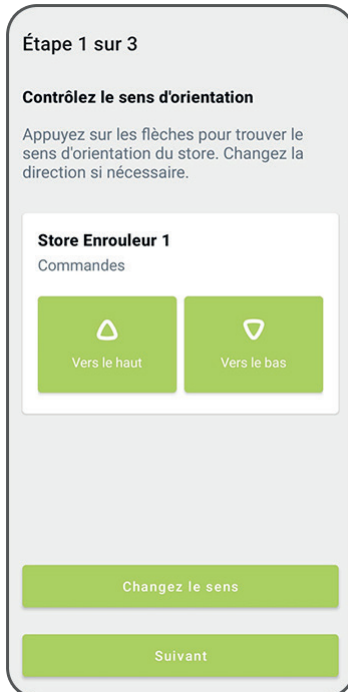 Étape 1 sur 3
Contrôlez le sens d'orientation
Appuyez sur les flèches pour trouver le
sens d'orientation du store. Changez la
direction si nécessaire.
Store Enrouleur 1
Commandes
Vers le haut
Vers le bas
Changez le sens
Suivant